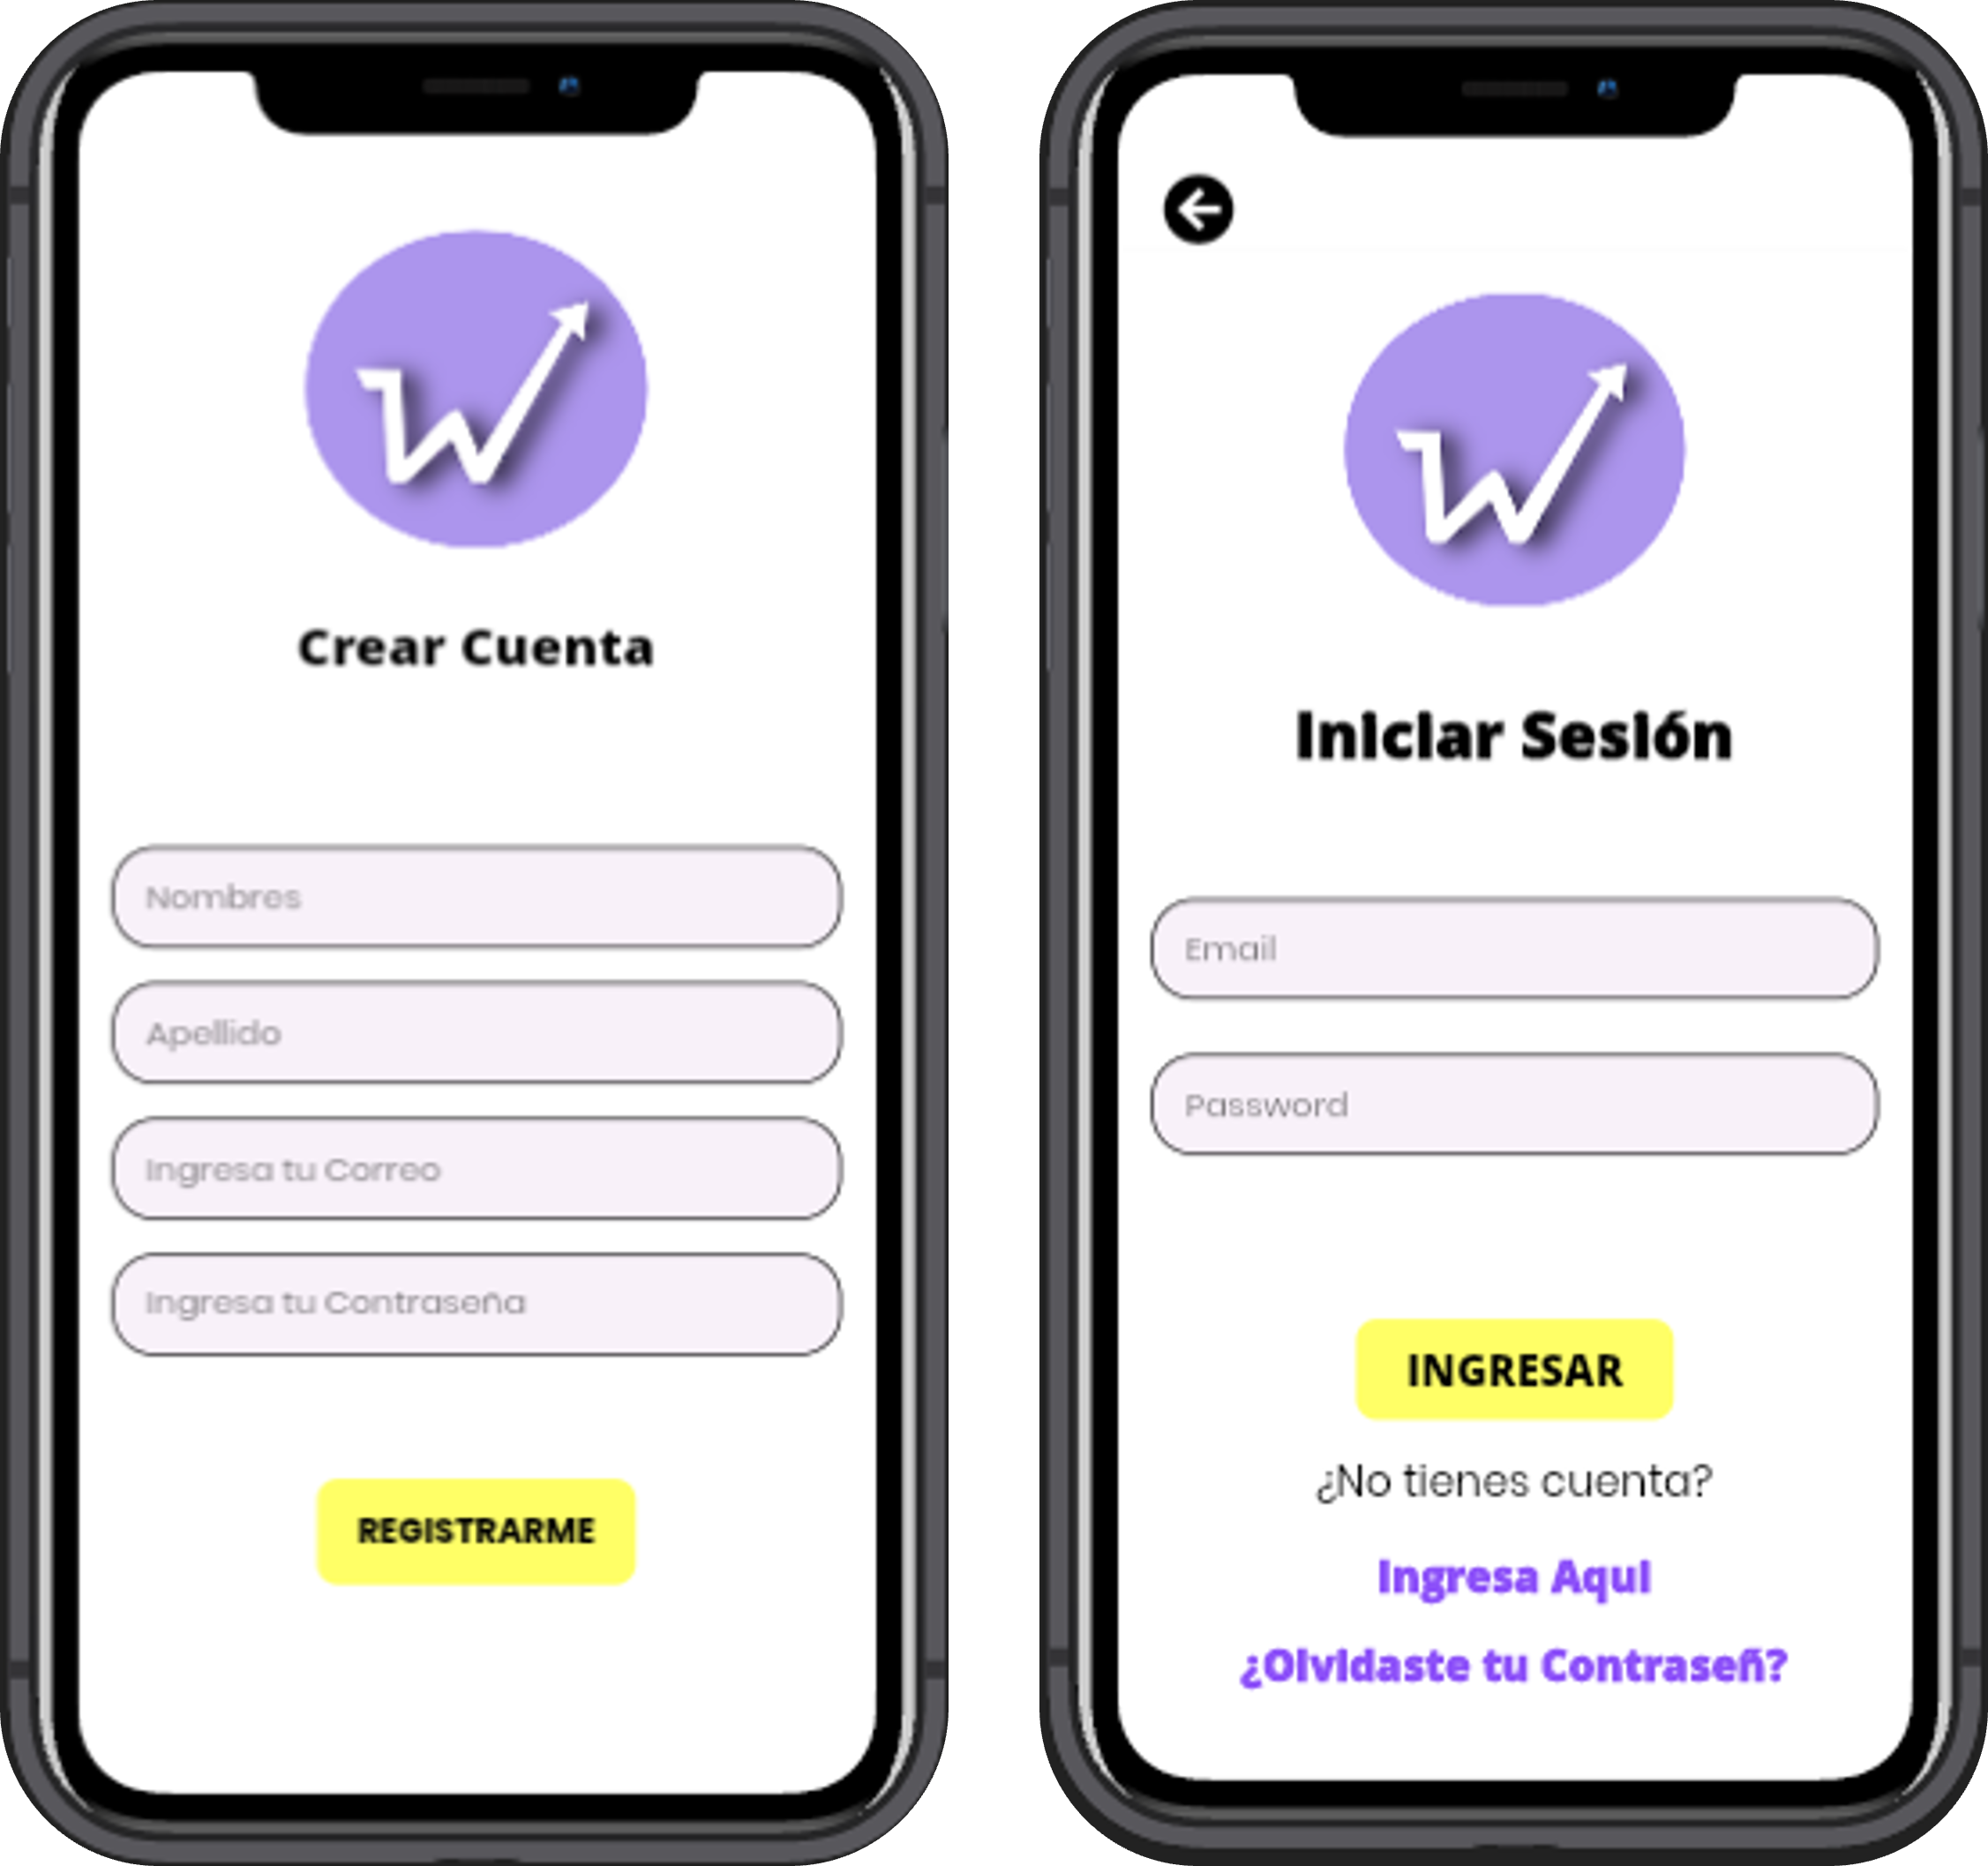 W
Crear Cuenta
Nombres
Apellido
Ingresa tu Correo
Ingresa tu Contraseña
REGISTRARME
W
Iniciar Sesión
Email
Password
INGRESAR
¿No tienes cuenta?
Ingresa Aquí
¿Olvidaste tu Contraseñ?